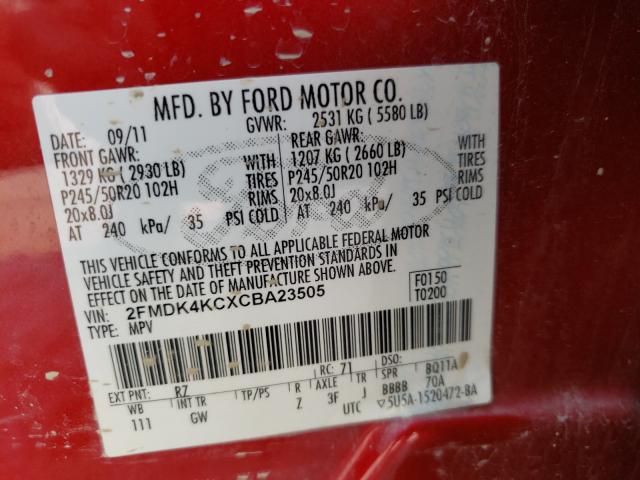 MFD. BY FORD MOTOR CO.
DATE: 09/11 GVWR: 2531 KG ( 5580 LB)
FRONT GAWR: REAR GAWR:
1329 KG ( 2930 LB) WITH 1207 KG ( 2660 LB) WITH
P245/50R20 102H TIRES P245/50R20 102H TIRES
20x8.0J RIMS 20x8.0J RIMS
AT 240 kPa/ 35 PSI COLD AT 240 kPa/ 35 PSI COLD
Ford
THIS VEHICLE CONFORMS TO ALL APPLICABLE FEDERAL MOTOR
VEHICLE SAFETY AND THEFT PREVENTION STANDARDS IN
EFFECT ON THE DATE OF MANUFACTURE SHOWN ABOVE.
VIN: 2FMDK4KCXCBA23505 F0150
TYPE: MPV T0200
EXT PNT: R7 RC: 71 DSO: BQ11A
WB INT TR TP/PS R AXLE TR SPR
111 GW Z 3F J BBBB 70A
UTC ▽5U5A-1520472-BA